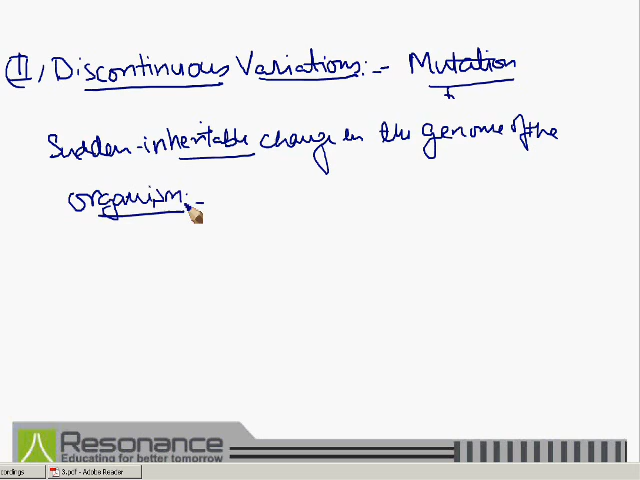 (II), Discontinuous Variations:- Mutation
Sudden inheritable change in the genome of the
organism:-
Resonance
Educating for better tomorrow
cordings 3.pdf - Adobe Reader